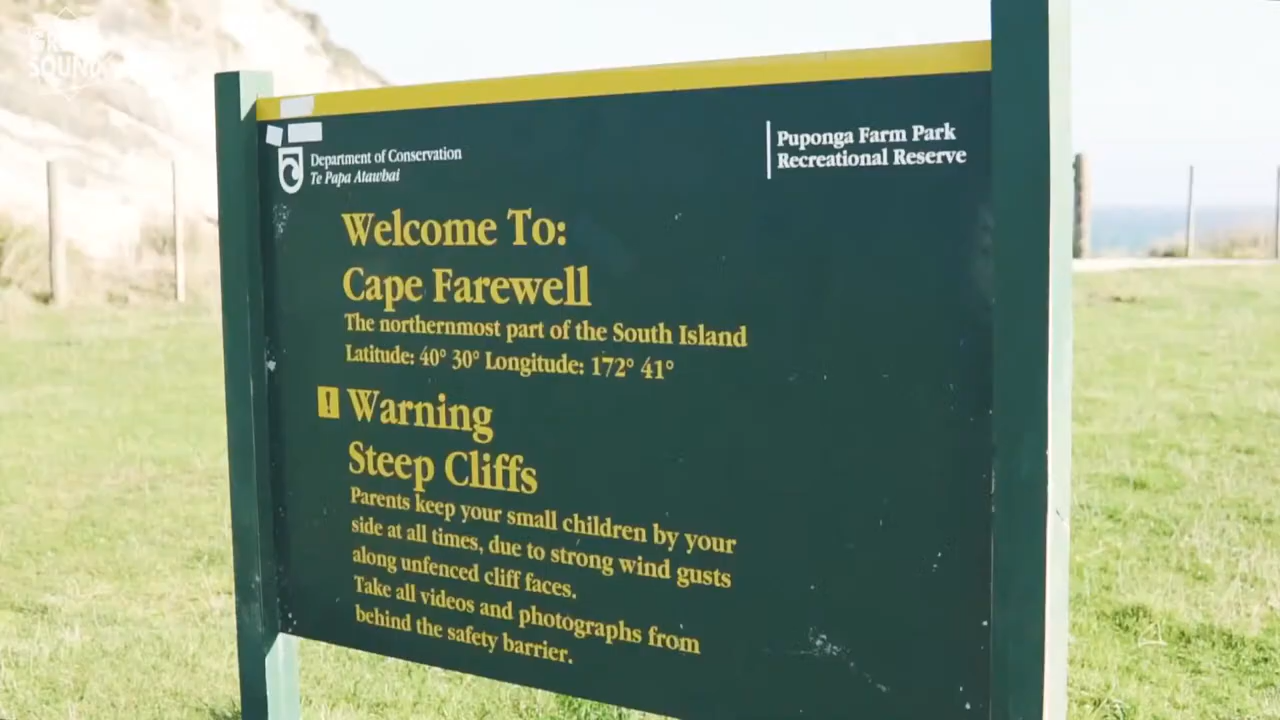 GR
SOUND
Department of Conservation
Te Papa Atawhai
Puponga Farm Park
Recreational Reserve
Welcome To:
Cape Farewell
The northernmost part of the South Island
Latitude: 40° 30° Longitude: 172° 41°
! Warning
Steep Cliffs
Parents keep your small children by your
side at all times, due to strong wind gusts
along unfenced cliff faces.
Take all videos and photographs from
behind the safety barrier.